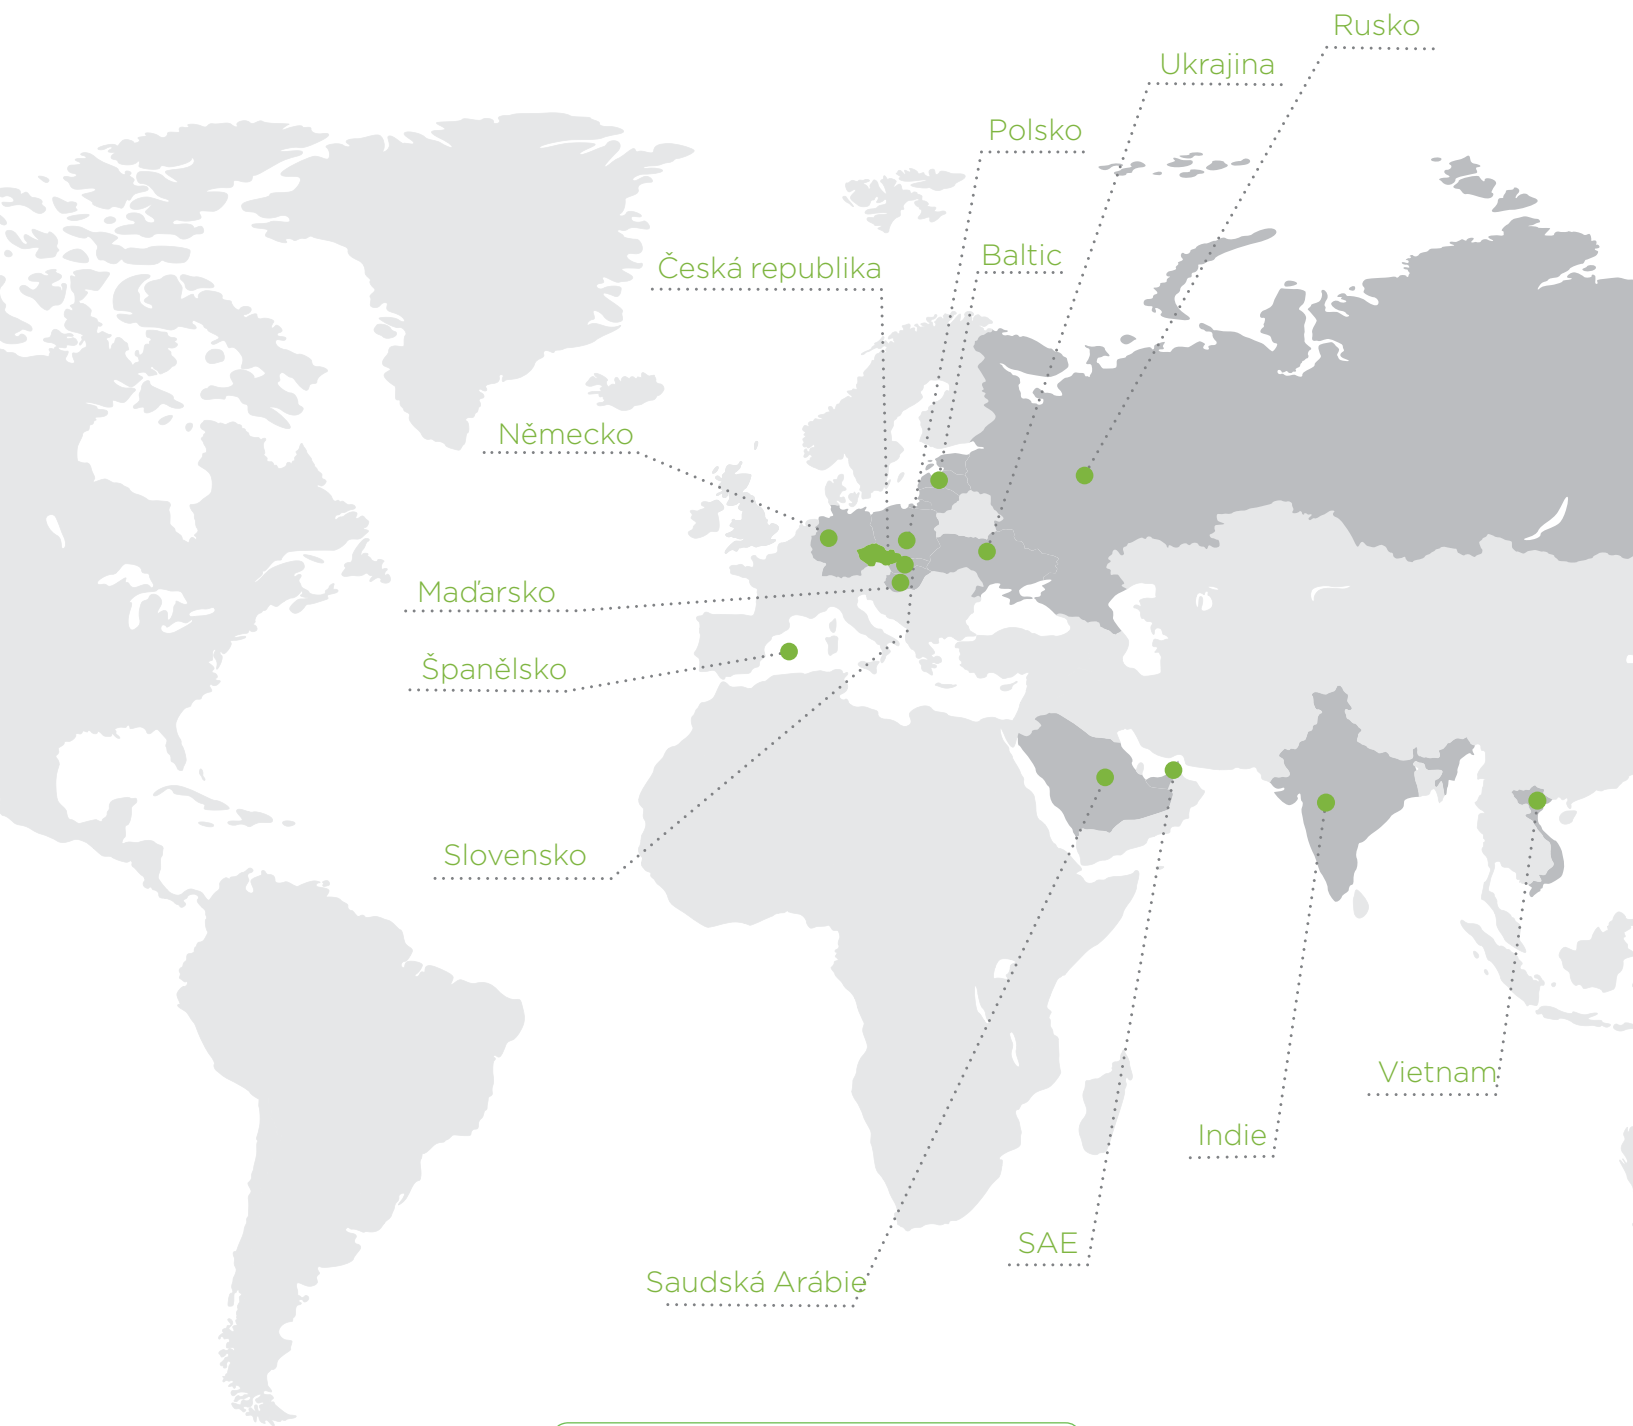 Rusko
Ukrajina
Polsko
Baltic
Česká republika
Německo
Maďarsko
Španělsko
Slovensko
Vietnam
Indie
SAE
Saudská Arábie